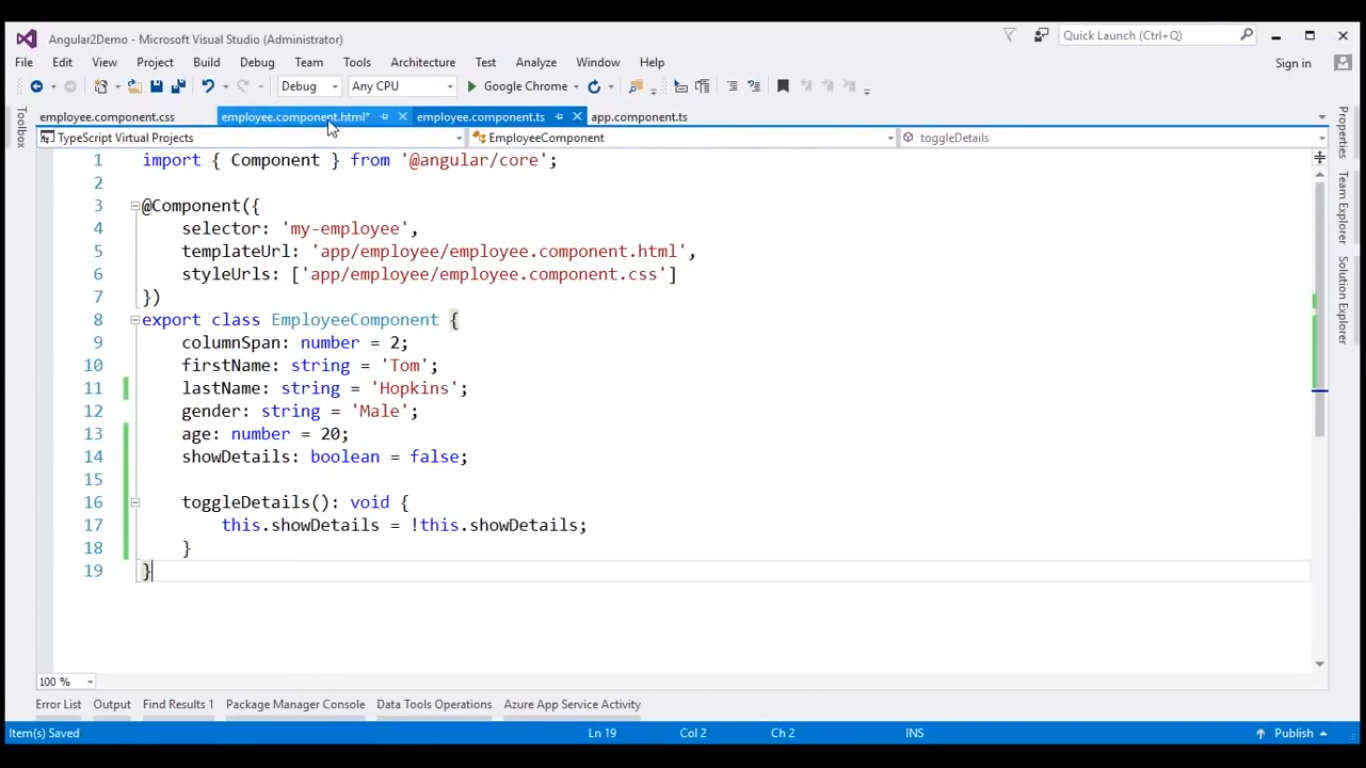 Angular2Demo - Microsoft Visual Studio (Administrator)
Quick Launch (Ctrl+Q)
File Edit View Project Build Debug Team Tools Architecture Test Analyze Window Help
Sign in
Debug Any CPU Google Chrome
employee.component.css employee.component.html* employee.component.ts app.component.ts
TypeScript Virtual Projects EmployeeComponent toggleDetails
Toolbox
Properties
Team Explorer
Solution Explorer
1 import { Component } from '@angular/core';
2
3 @Component({
4 selector: 'my-employee',
5 templateUrl: 'app/employee/employee.component.html',
6 styleUrls: ['app/employee/employee.component.css']
7 })
8 export class EmployeeComponent {
9 columnSpan: number = 2;
10 firstName: string = 'Tom';
11 lastName: string = 'Hopkins';
12 gender: string = 'Male';
13 age: number = 20;
14 showDetails: boolean = false;
15
16 toggleDetails(): void {
17 this.showDetails = !this.showDetails;
18 }
19 }
100 %
Error List Output Find Results 1 Package Manager Console Data Tools Operations Azure App Service Activity
Item(s) Saved Ln 19 Col 2 Ch 2 INS Publish